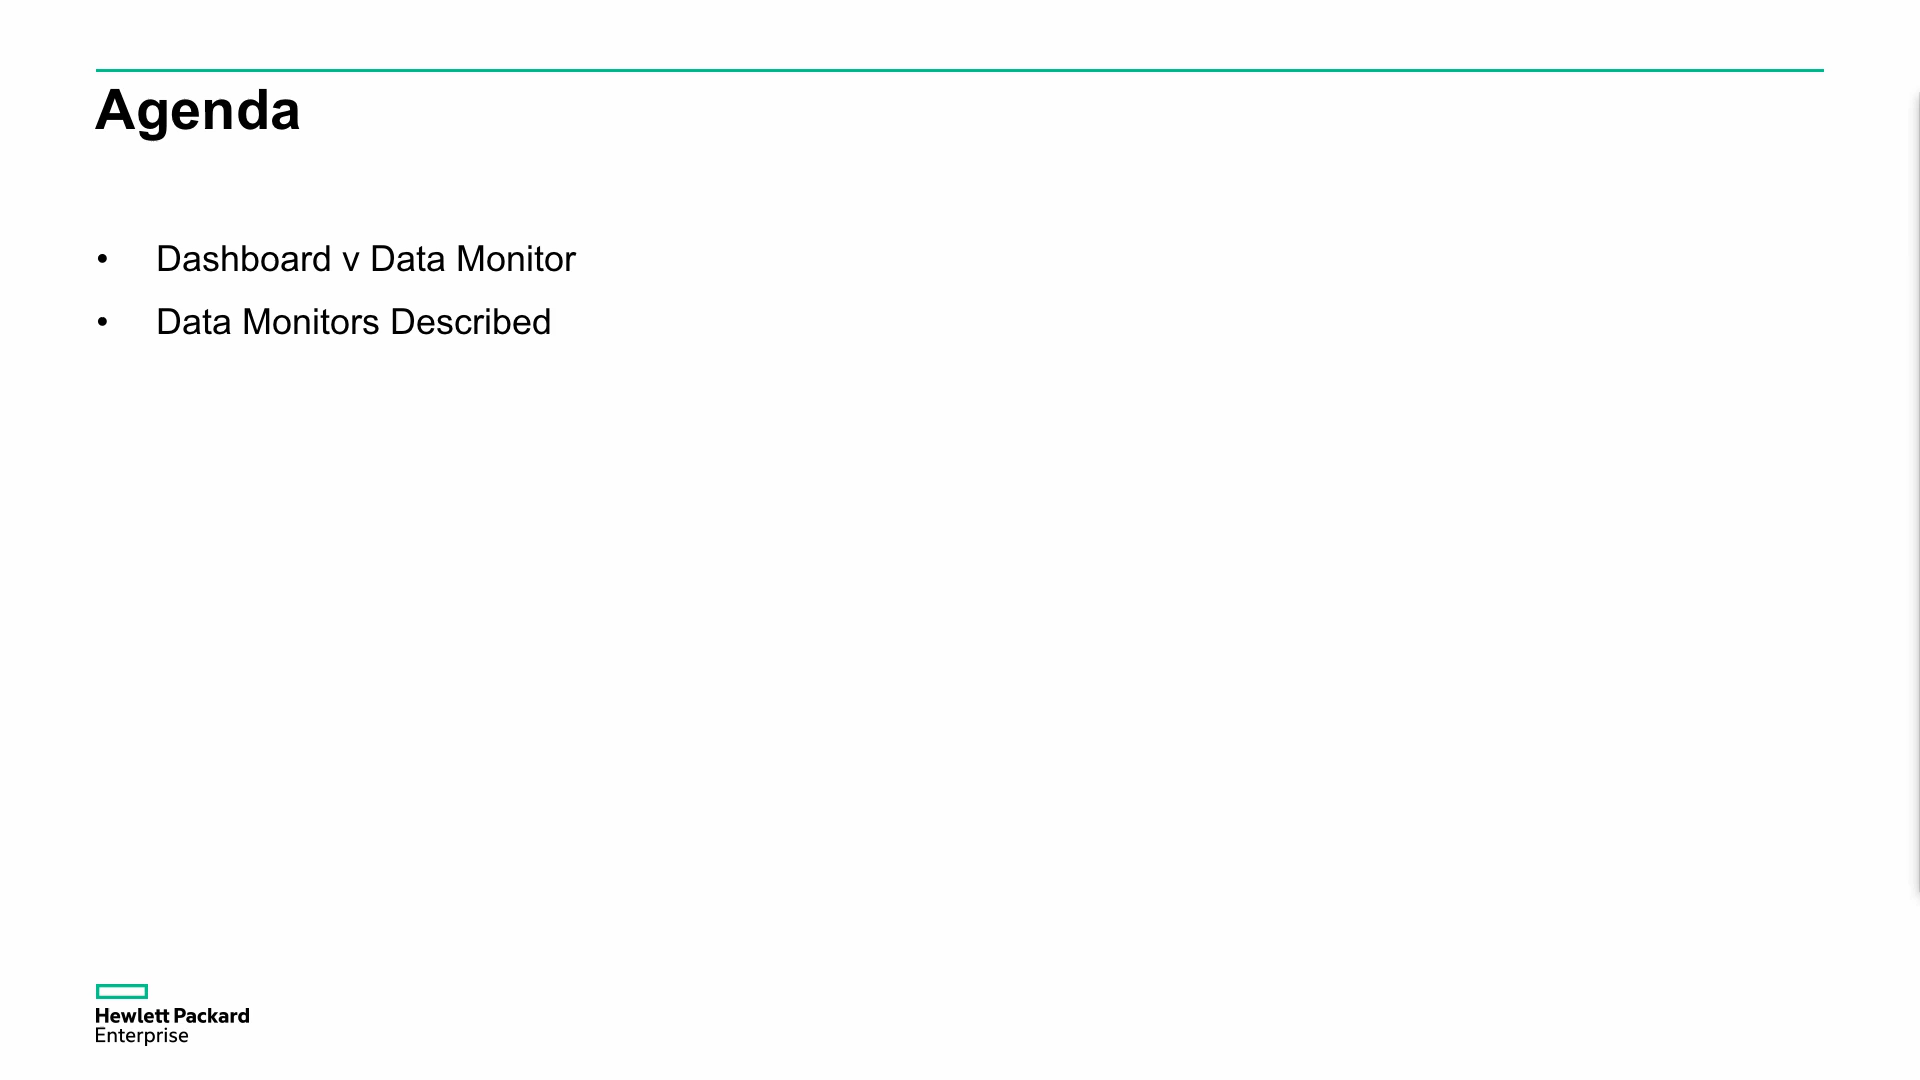 Agenda
• Dashboard v Data Monitor
• Data Monitors Described
Hewlett Packard
Enterprise